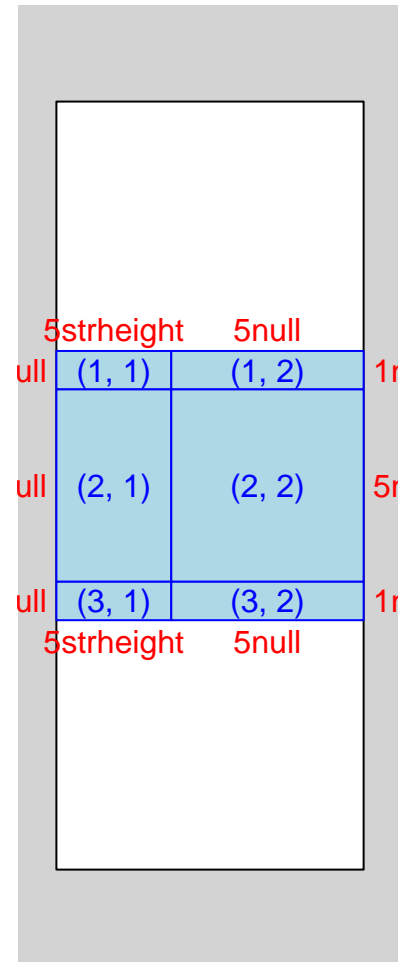 5strheight 5null
ull (1, 1) (1, 2) 1n
ull (2, 1) (2, 2) 5n
ull (3, 1) (3, 2) 1n
5strheight 5null